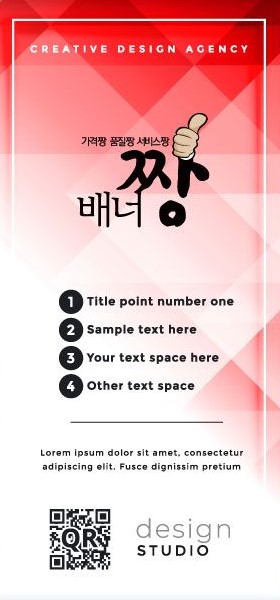 CREATIVE DESIGN AGENCY
가격짱 품질짱 서비스짱
배너 짱
1 Title point number one
2 Sample text here
3 Your text space here
4 Other text space
Lorem ipsum dolor sit amet, consectetur
adipiscing elit. Fusce dignissim pretium
QR
design
STUDIO